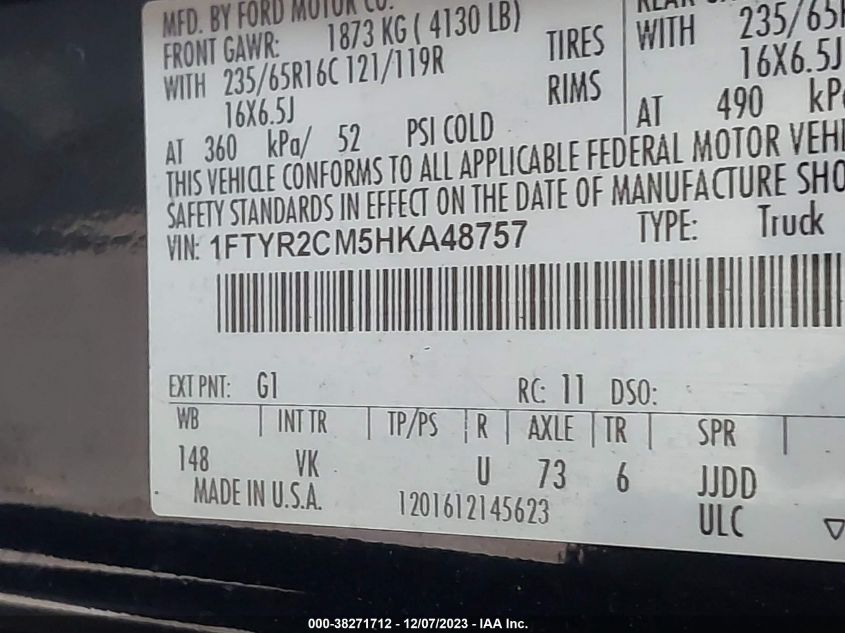 MFD. BY FORD MOTOR CO.
FRONT GAWR: 1873 KG ( 4130 LB)
WITH 235/65R16C 121/119R TIRES WITH 235/65R
16X6.5J RIMS 16X6.5J
AT 360 kPa/ 52 PSI COLD AT 490 kPa
THIS VEHICLE CONFORMS TO ALL APPLICABLE FEDERAL MOTOR VEHI
SAFETY STANDARDS IN EFFECT ON THE DATE OF MANUFACTURE SHO
VIN: 1FTYR2CM5HKA48757 TYPE: Truck
EXT PNT: G1 RC: 11 DSO:
WB INT TR TP/PS R AXLE TR SPR
148 VK U 73 6 JJDD
MADE IN U.S.A. 1201612145623 ULC
000-38271712 - 12/07/2023 - IAA Inc.